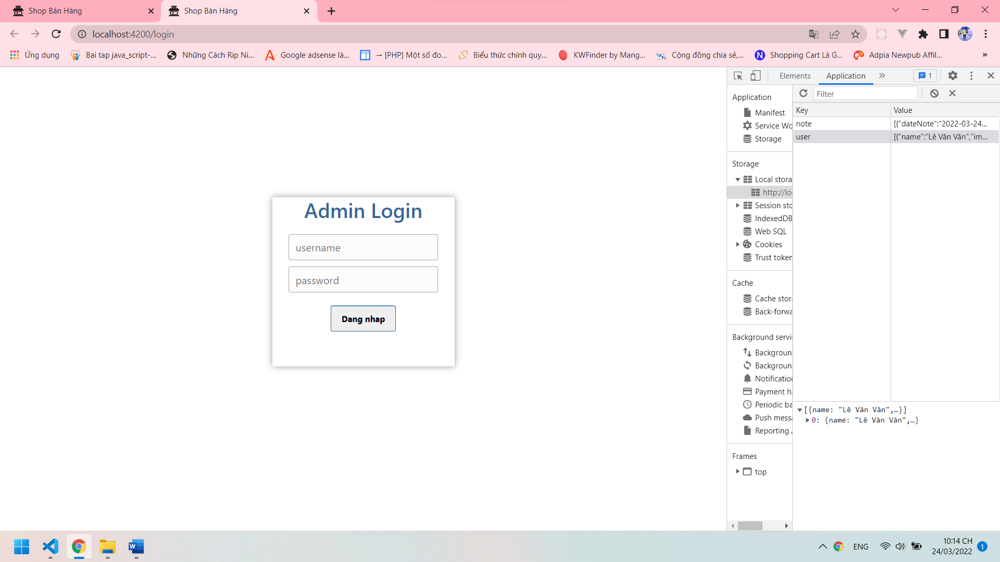 Shop Bán Hàng
Shop Bán Hàng
localhost:4200/login
Ứng dụng
Bai tap java_script-...
Những Cách Rip Ni...
Google adsense là...
→ [PHP] Một số đo...
Biểu thức chính quy...
KWFinder by Mang...
Cộng đồng chia sẻ,...
Shopping Cart Là G...
Adpia Newpub Affil...
»
Admin Login
username
password
Dang nhap
Elements
Application
1
Application
Manifest
Service Wo
Storage
Storage
Local stora
http://lo
Session sto
IndexedDB
Web SQL
Cookies
Trust token
Cache
Cache stora
Back-forwa
Background servi
Backgroun
Backgroun
Notification
Payment ha
Periodic ba
Push messa
Reporting A
Frames
top
Filter
Key Value
note [{"dateNote":"2022-03-24...
user [{"name":"Lê Văn Văn","im...
[{name: "Lê Văn Văn",…}]
0: {name: "Lê Văn Văn",…}
ENG
10:14 CH
24/03/2022
1